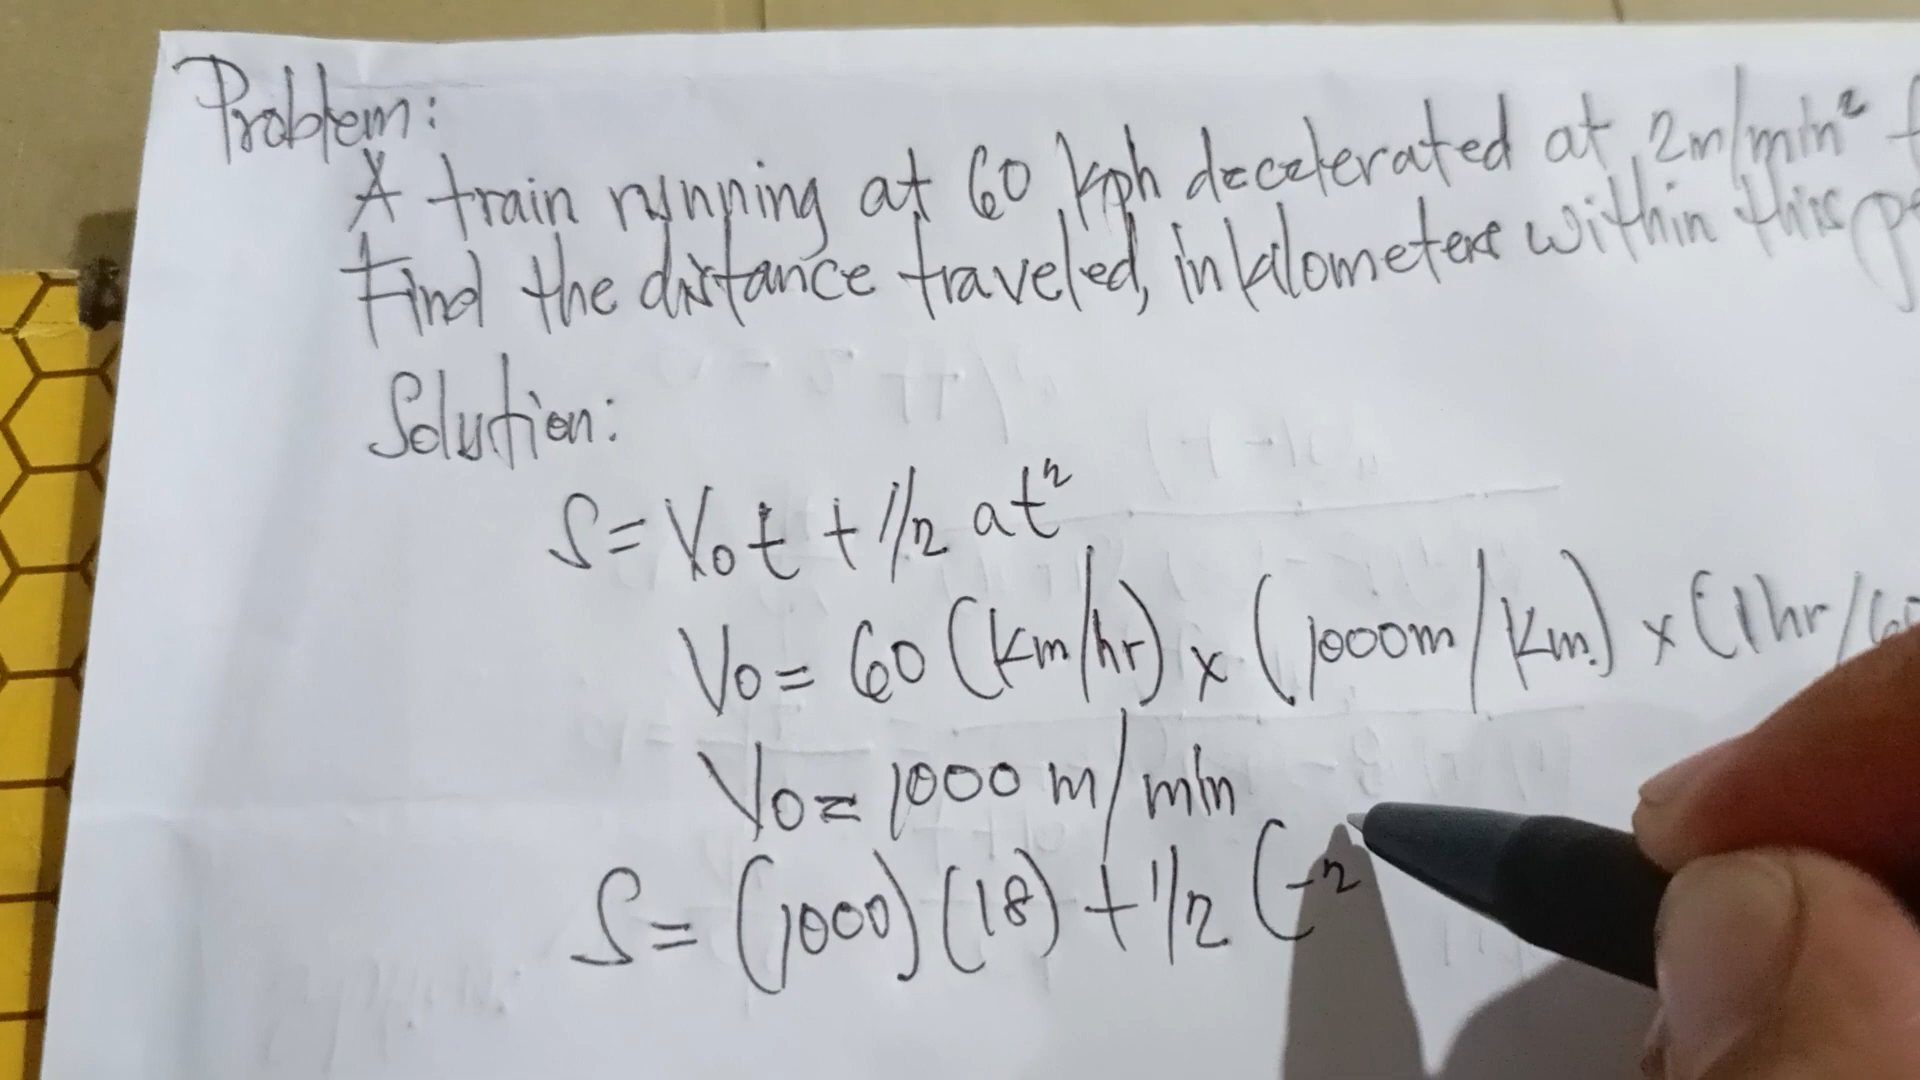 Problem:
A train running at 60 kph decelerated at 2m/min²
Find the distance traveled, in kilometers within this
Solution:
S = Vot + 1/2 at²
Vo = 60 (km/hr) x (1000m/km) x (1hr/60
Vo = 1000 m/min
S = (1000)(18) + 1/2 (-2